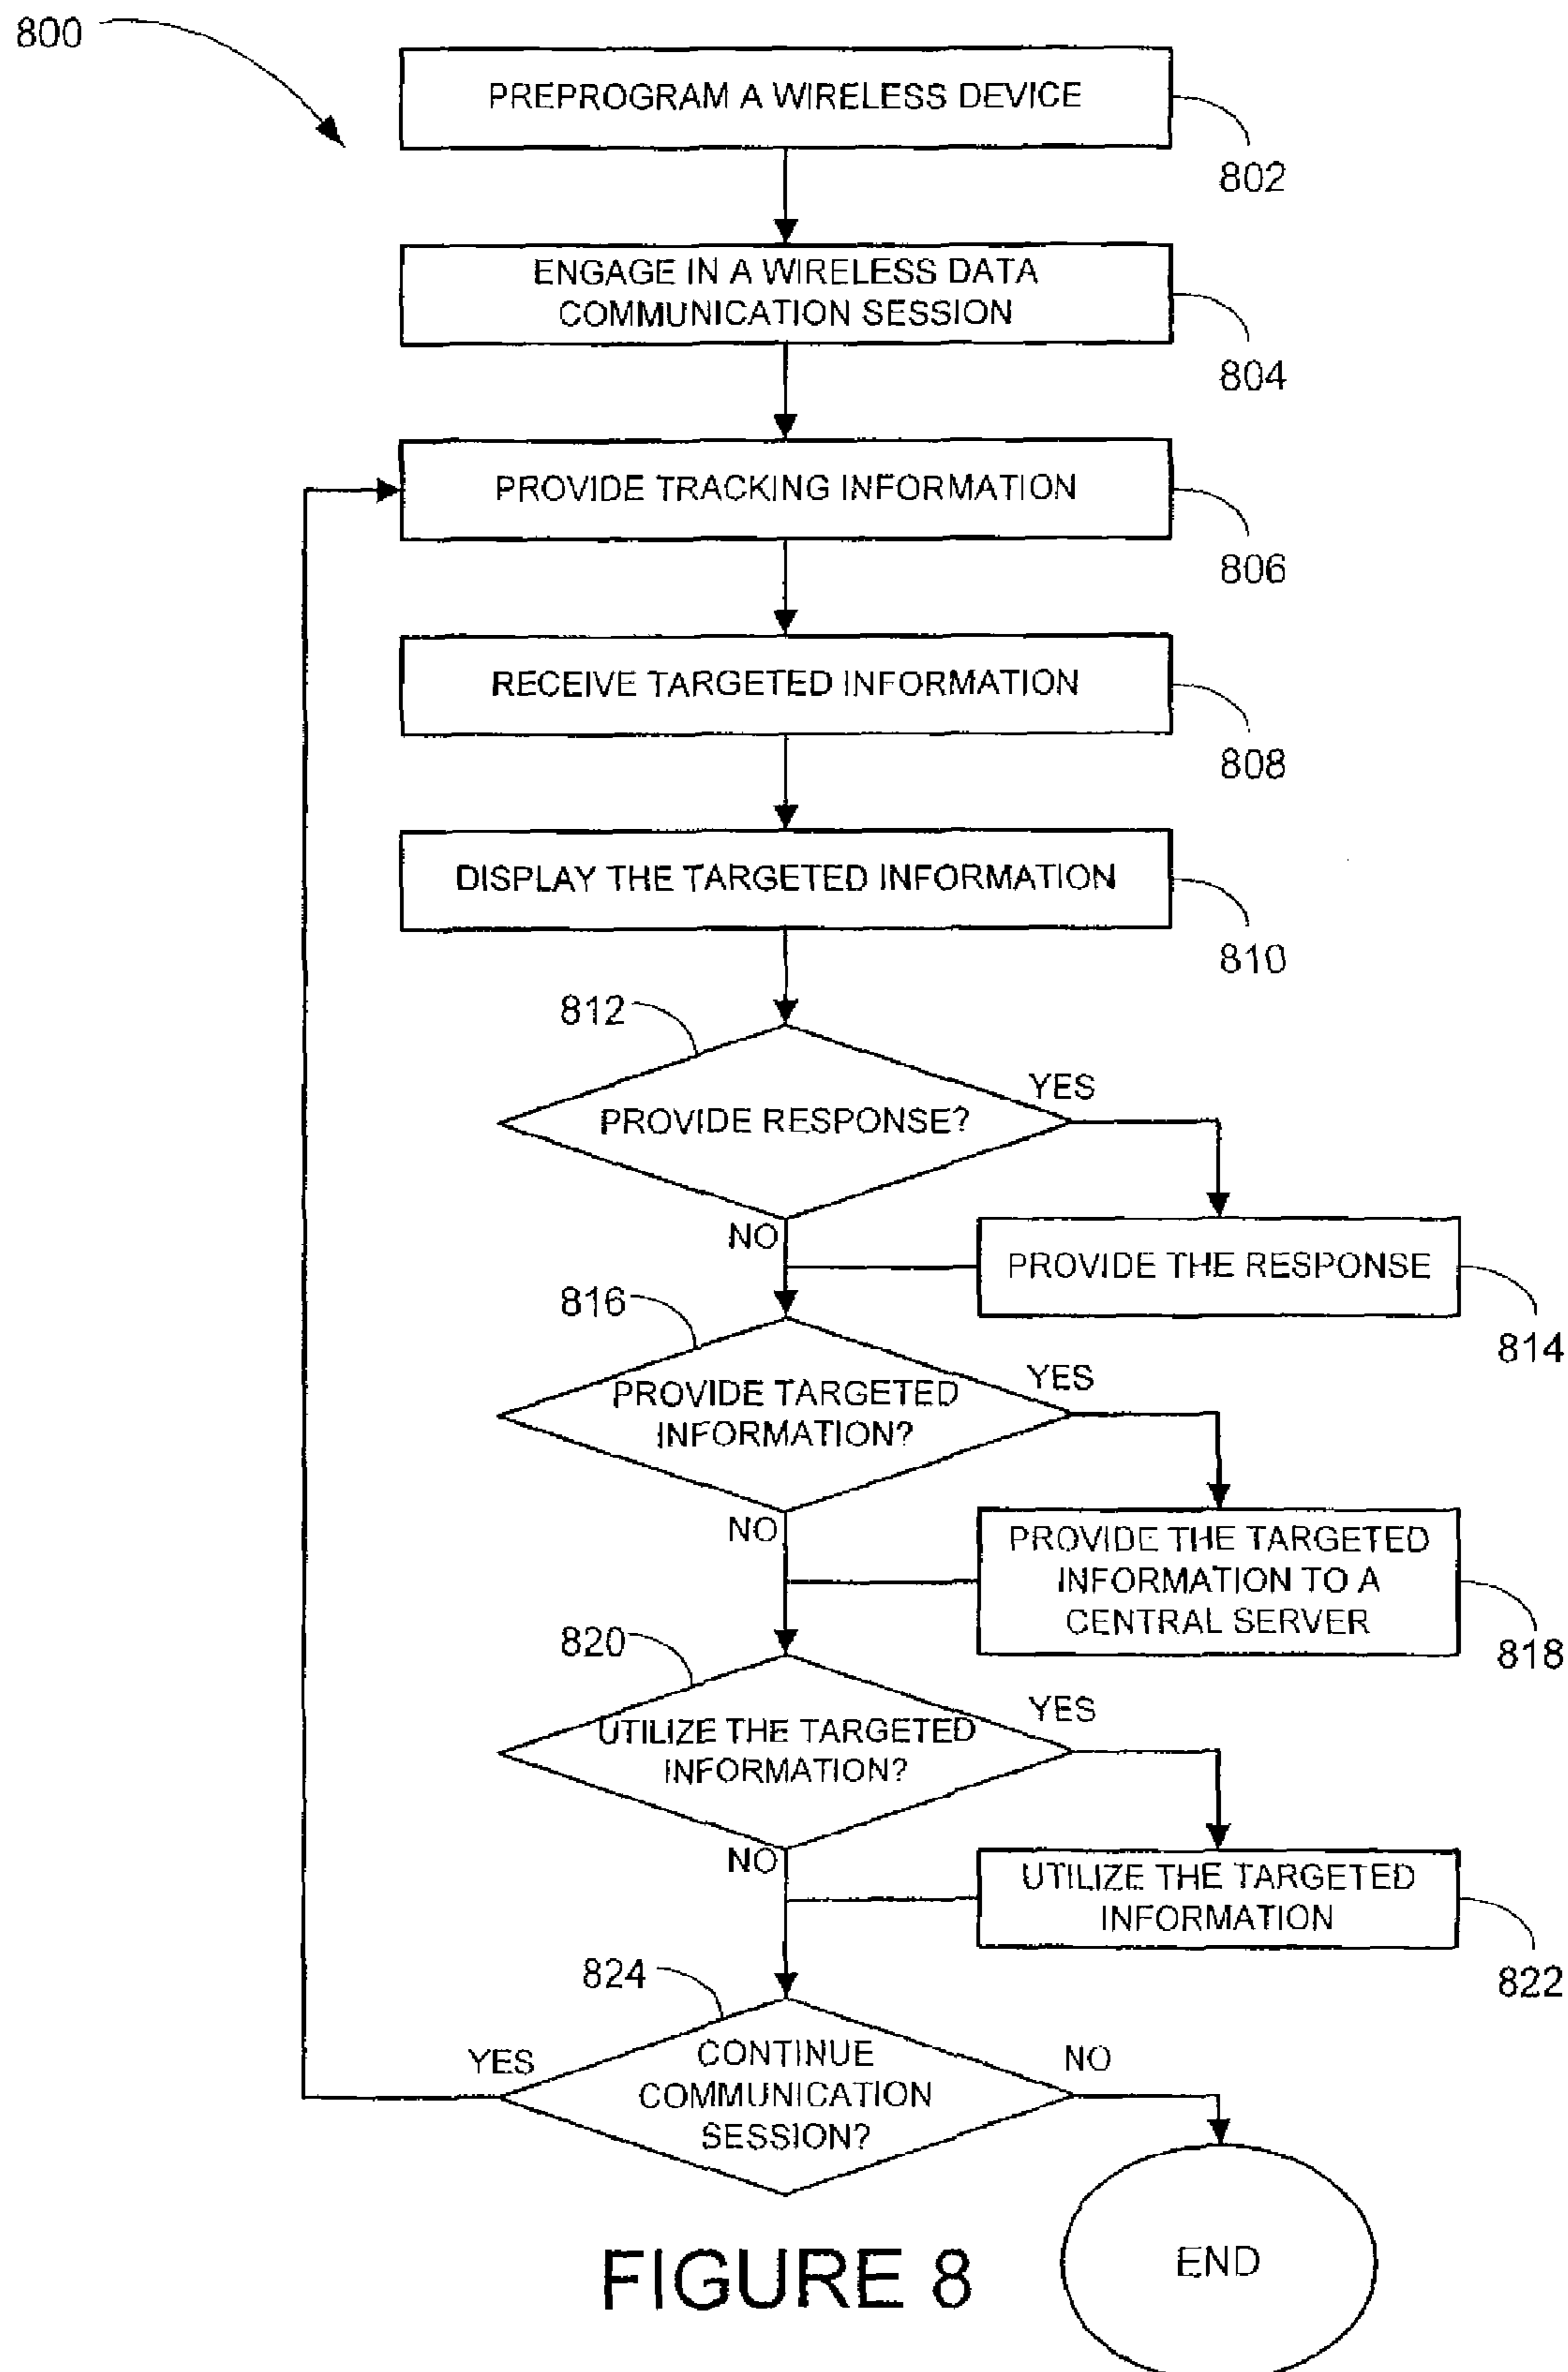 800
PREPROGRAM A WIRELESS DEVICE
802
ENGAGE IN A WIRELESS DATA
COMMUNICATION SESSION
804
PROVIDE TRACKING INFORMATION
806
RECEIVE TARGETED INFORMATION
808
DISPLAY THE TARGETED INFORMATION
810
812
PROVIDE RESPONSE?
YES
NO
PROVIDE THE RESPONSE
814
816
PROVIDE TARGETED
INFORMATION?
YES
NO
PROVIDE THE TARGETED
INFORMATION TO A
CENTRAL SERVER
818
820
UTILIZE THE TARGETED
INFORMATION?
YES
NO
UTILIZE THE TARGETED
INFORMATION
822
824
CONTINUE
COMMUNICATION
SESSION?
YES
NO
END
FIGURE 8